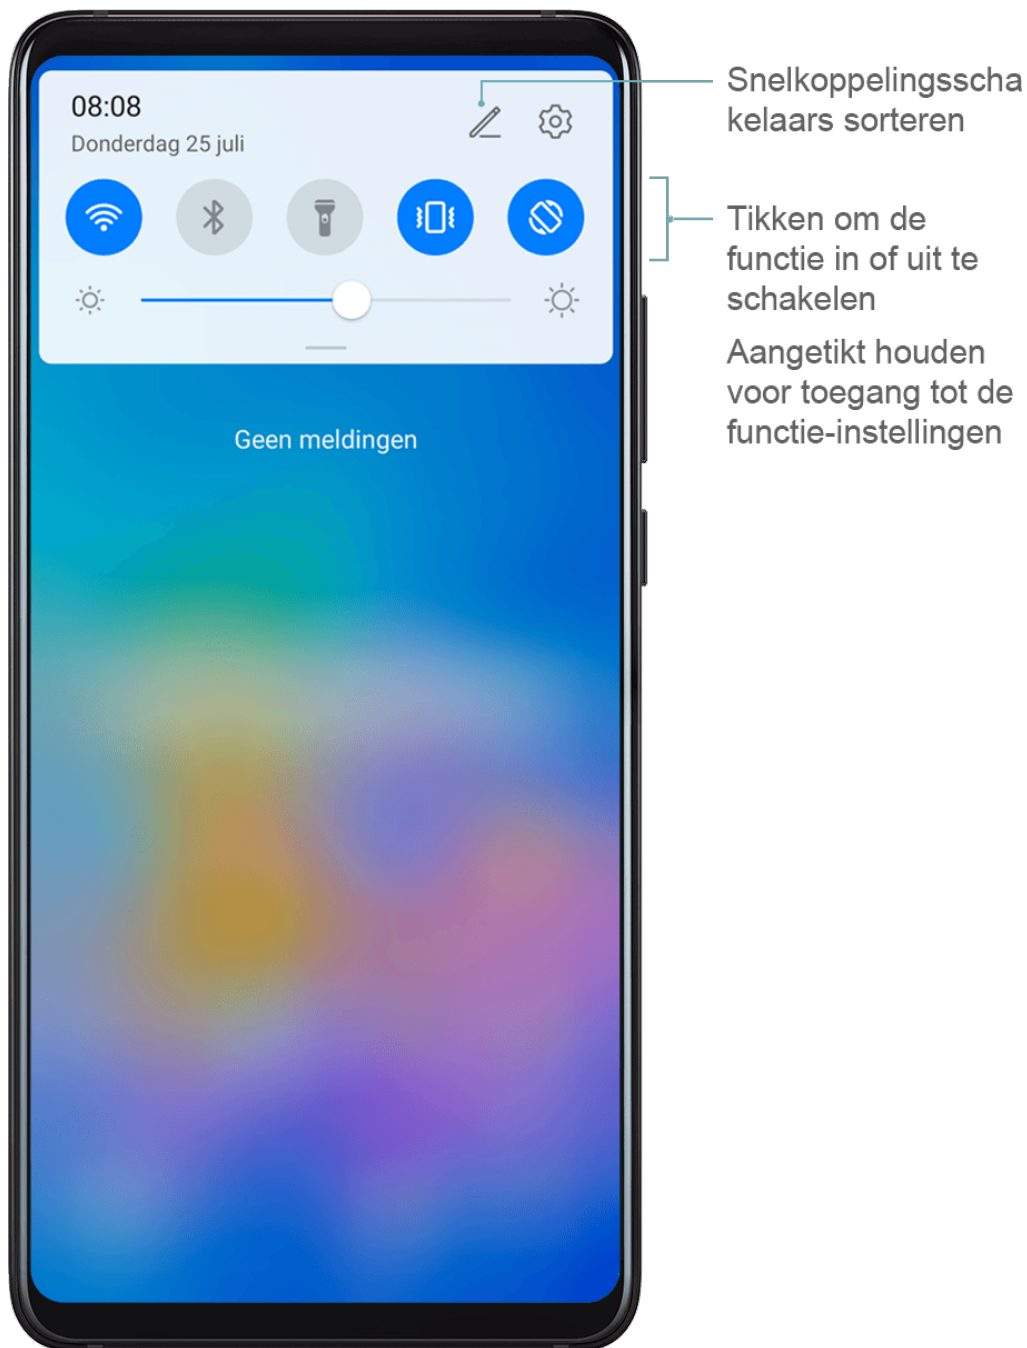 08:08
Donderdag 25 juli
Geen meldingen
Snelkoppelingsscha
kelaars sorteren
Tikken om de
functie in of uit te
schakelen
Aangetikt houden
voor toegang tot de
functie-instellingen